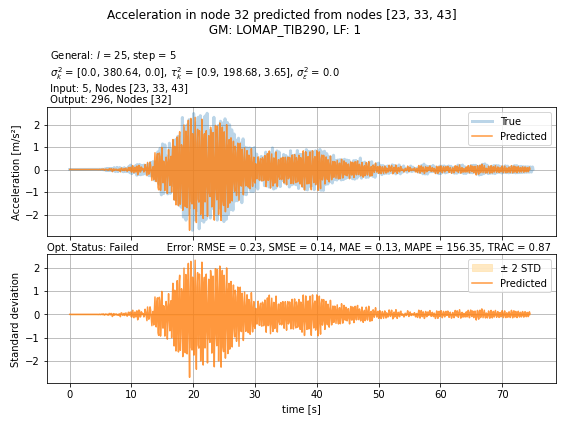 Acceleration in node 32 predicted from nodes [23, 33, 43]
GM: LOMAP_TIB290, LF: 1
General: l = 25, step = 5
σ²ₖ = [0.0, 380.64, 0.0], τ²ₖ = [0.9, 198.68, 3.65], σ²ₑ = 0.0
Input: 5, Nodes [23, 33, 43]
Output: 296, Nodes [32]
Acceleration [m/s²]
2
1
0
−1
−2
True
Predicted
Opt. Status: Failed Error: RMSE = 0.23, SMSE = 0.14, MAE = 0.13, MAPE = 156.35, TRAC = 0.87
Standard deviation
2
1
0
−1
−2
± 2 STD
Predicted
0 10 20 30 40 50 60 70
time [s]